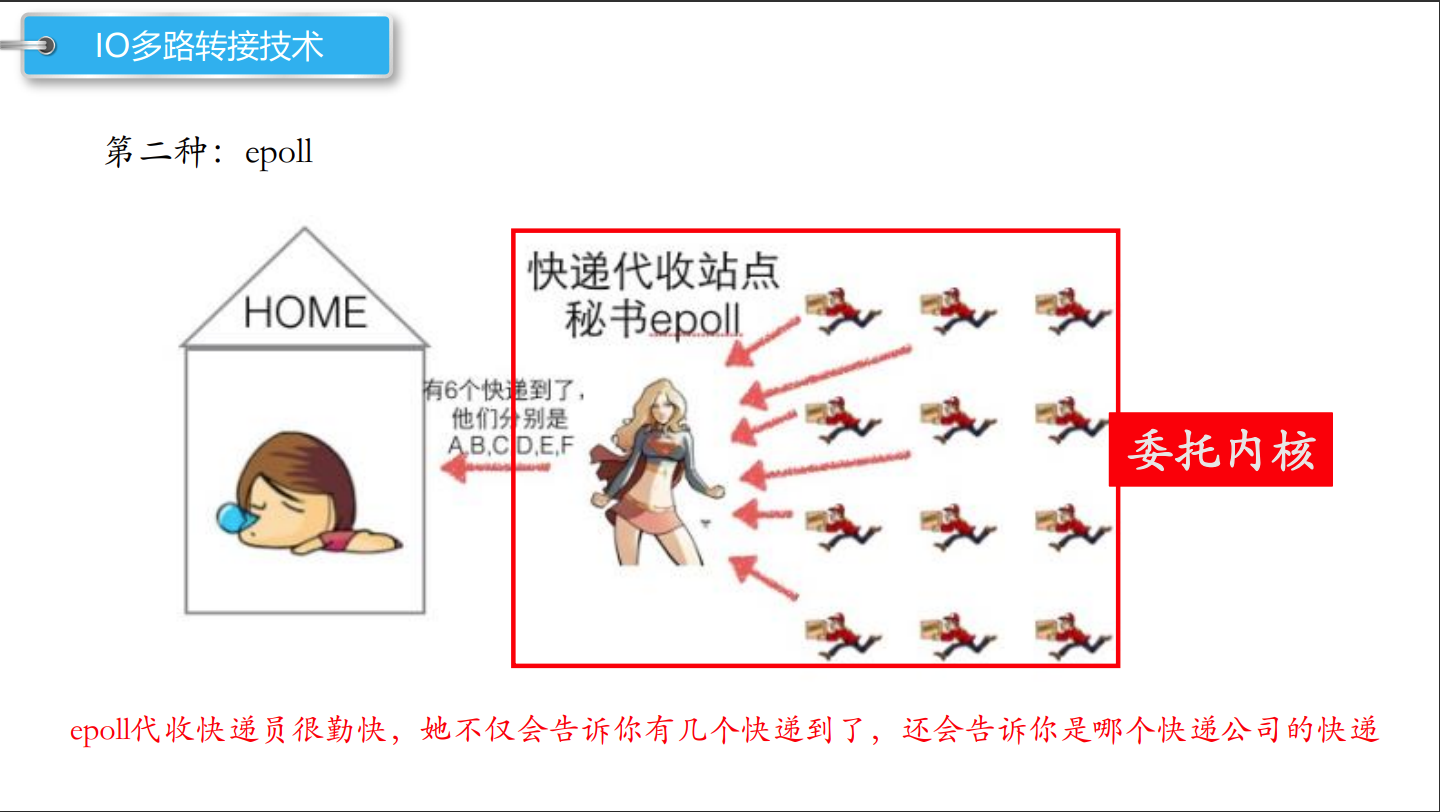 IO多路转接技术
第二种：epoll
HOME
快递代收站点
秘书epoll
有6个快递到了，
他们分别是
A,B,C,D,E,F
委托内核
epoll代收快递员很勤快，她不仅会告诉你有几个快递到了，还会告诉你是哪个快递公司的快递